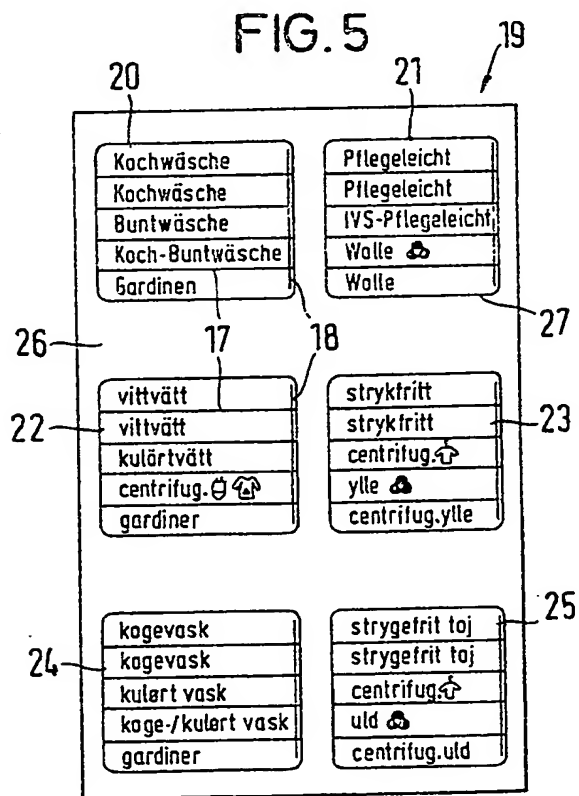 FIG. 5
19
20
21
Kochwäsche
Kochwäsche
Buntwäsche
Koch-Buntwäsche
Gardinen
Pflegeleicht
Pflegeleicht
IVS-Pflegeleicht
Wolle
Wolle
26
17
18
27
22
vittvätt
vittvätt
kulörtvätt
centrifug.
gardiner
strykfritt
strykfritt
centrifug.
ylle
centrifug.ylle
23
24
kogevask
kogevask
kulørt vask
koge-/kulørt vask
gardiner
strygefrit toj
strygefrit toj
centrifug.
uld
centrifug.uld
25